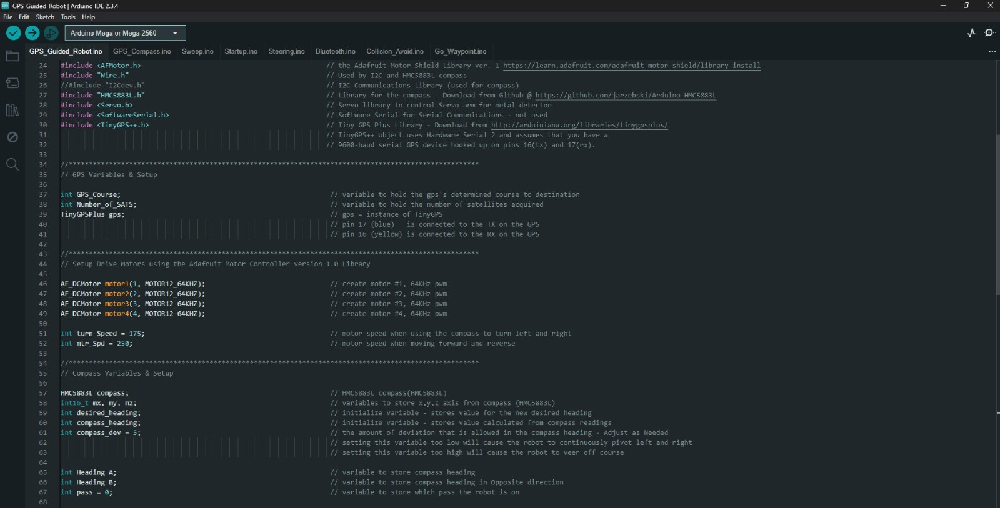 GPS_Guided_Robot | Arduino IDE 2.3.4
File Edit Sketch Tools Help
Arduino Mega or Mega 2560
GPS_Guided_Robot.ino GPS_Compass.ino Sweep.ino Startup.ino Steering.ino Bluetooth.ino Collision_Avoid.ino Go_Waypoint.ino
24 #include <AFMotor.h> // the Adafruit Motor Shield Library ver. 1 https://learn.adafruit.com/adafruit-motor-shield/library-install
25 #include "Wire.h" // Used by I2C and HMC5883L compass
26 //#include "I2Cdev.h" // I2C Communications Library (used for compass)
27 #include "HMC5883L.h" // Library for the compass - Download from Github @ https://github.com/jarzebski/Arduino-HMC5883L
28 #include <Servo.h> // Servo library to control Servo arm for metal detector
29 #include <SoftwareSerial.h> // Software Serial for Serial Communications - not used
30 #include <TinyGPS++.h> // Tiny GPS Plus Library - Download from http://arduiniana.org/libraries/tinygpsplus/
31 // TinyGPS++ object uses Hardware Serial 2 and assumes that you have a
32 // 9600-baud serial GPS device hooked up on pins 16(tx) and 17(rx).
33
34 //******************************************************************************************************
35 // GPS Variables & Setup
36
37 int GPS_Course; // variable to hold the gps's determined course to destination
38 int Number_of_SATS; // variable to hold the number of satellites acquired
39 TinyGPSPlus gps; // gps = instance of TinyGPS
40 // pin 17 (blue) is connected to the TX on the GPS
41 // pin 16 (yellow) is connected to the RX on the GPS
42
43 //******************************************************************************************************
44 // Setup Drive Motors using the Adafruit Motor Controller version 1.0 Library
45
46 AF_DCMotor motor1(1, MOTOR12_64KHZ); // create motor #1, 64KHz pwm
47 AF_DCMotor motor2(2, MOTOR12_64KHZ); // create motor #2, 64KHz pwm
48 AF_DCMotor motor3(3, MOTOR12_64KHZ); // create motor #3, 64KHz pwm
49 AF_DCMotor motor4(4, MOTOR12_64KHZ); // create motor #4, 64KHz pwm
50
51 int turn_Speed = 175; // motor speed when using the compass to turn left and right
52 int mtr_Spd = 250; // motor speed when moving forward and reverse
53
54 //******************************************************************************************************
55 // Compass Variables & Setup
56
57 HMC5883L compass; // HMC5883L compass(HMC5883L)
58 int16_t mx, my, mz; // variables to store x,y,z axis from compass (HMC5883L)
59 int desired_heading; // initialize variable - stores value for the new desired heading
60 int compass_heading; // initialize variable - stores value calculated from compass readings
61 int compass_dev = 5; // the amount of deviation that is allowed in the compass heading - Adjust as Needed
62 // setting this variable too low will cause the robot to continuously pivot left and right
63 // setting this variable too high will cause the robot to veer off course
64
65 int Heading_A; // variable to store compass heading
66 int Heading_B; // variable to store compass heading in Opposite direction
67 int pass = 0; // variable to store which pass the robot is on
68